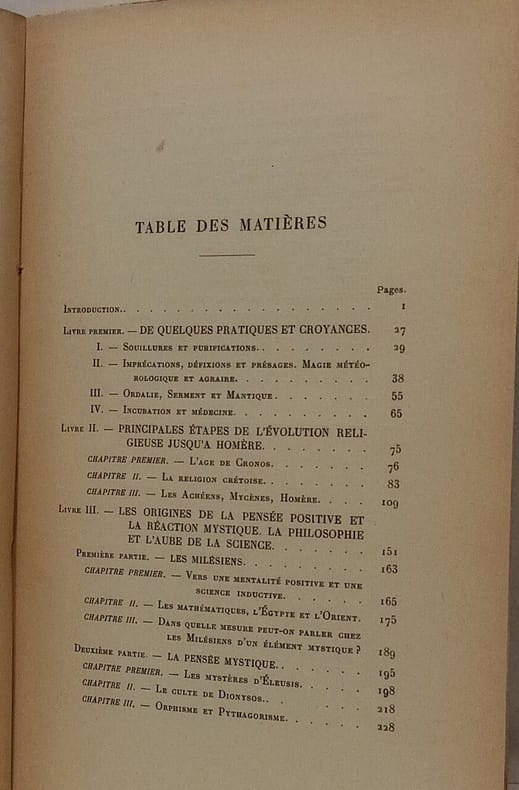 TABLE DES MATIÈRES
Pages.
INTRODUCTION.. . . . . . . . . . . . . . . . . . 1
LIVRE PREMIER. — DE QUELQUES PRATIQUES ET CROYANCES. 27
I. — SOUILLURES ET PURIFICATIONS. . . . . . . . . 29
II. — IMPRÉCATIONS, DÉFIXIONS ET PRÉSAGES. MAGIE MÉTÉO-
ROLOGIQUE ET AGRAIRE. . . . . . . . . . 38
III. — ORDALIE, SERMENT ET MANTIQUE. . . . . . . . 55
IV. — INCUBATION ET MÉDECINE. . . . . . . . . . . 65
LIVRE II. — PRINCIPALES ÉTAPES DE L'ÉVOLUTION RELI-
GIEUSE JUSQU'A HOMÈRE. . . . . . . . 75
CHAPITRE PREMIER. — L'AGE DE CRONOS. . . . . . . . 76
CHAPITRE II. — LA RELIGION CRÉTOISE. . . . . . . . 83
CHAPITRE III. — LES ACHÉENS, MYCÈNES, HOMÈRE. . . . 109
LIVRE III. — LES ORIGINES DE LA PENSÉE POSITIVE ET
LA RÉACTION MYSTIQUE. LA PHILOSOPHIE
ET L'AUBE DE LA SCIENCE. . . . . . . 151
PREMIÈRE PARTIE. — LES MILÉSIENS. . . . . . . . . 163
CHAPITRE PREMIER. — VERS UNE MENTALITÉ POSITIVE ET UNE
SCIENCE INDUCTIVE. . . . . . . 165
CHAPITRE II. — LES MATHÉMATIQUES, L'ÉGYPTE ET L'ORIENT. 175
CHAPITRE III. — DANS QUELLE MESURE PEUT-ON PARLER CHEZ
LES MILÉSIENS D'UN ÉLÉMENT MYSTIQUE ? 189
DEUXIÈME PARTIE. — LA PENSÉE MYSTIQUE. . . . . . . 195
CHAPITRE PREMIER. — LES MYSTÈRES D'ÉLEUSIS. . . . . 198
CHAPITRE II. — LE CULTE DE DIONYSOS. . . . . . 218
CHAPITRE III. — ORPHISME ET PYTHAGORISME. . . . . . 228